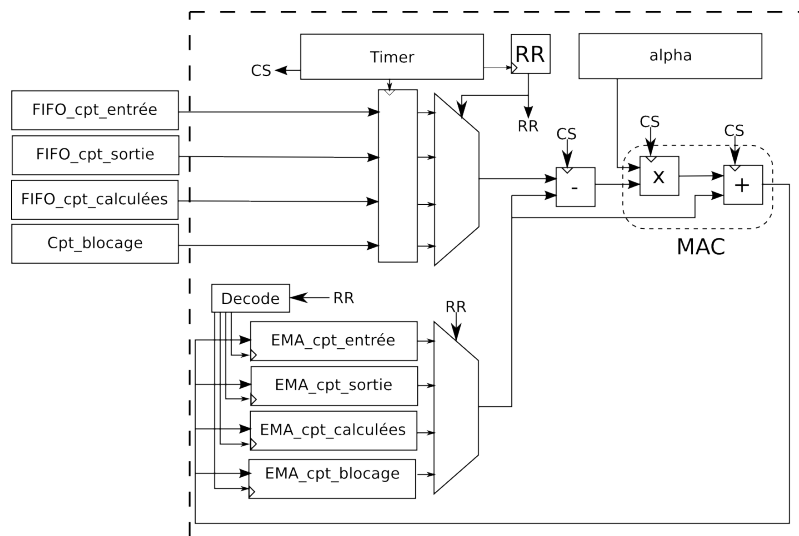 Timer
RR
alpha
CS
RR
FIFO_cpt_entrée
FIFO_cpt_sortie
FIFO_cpt_calculées
Cpt_blocage
CS
CS
CS
-
x
+
MAC
Decode
RR
RR
EMA_cpt_entrée
EMA_cpt_sortie
EMA_cpt_calculées
EMA_cpt_blocage